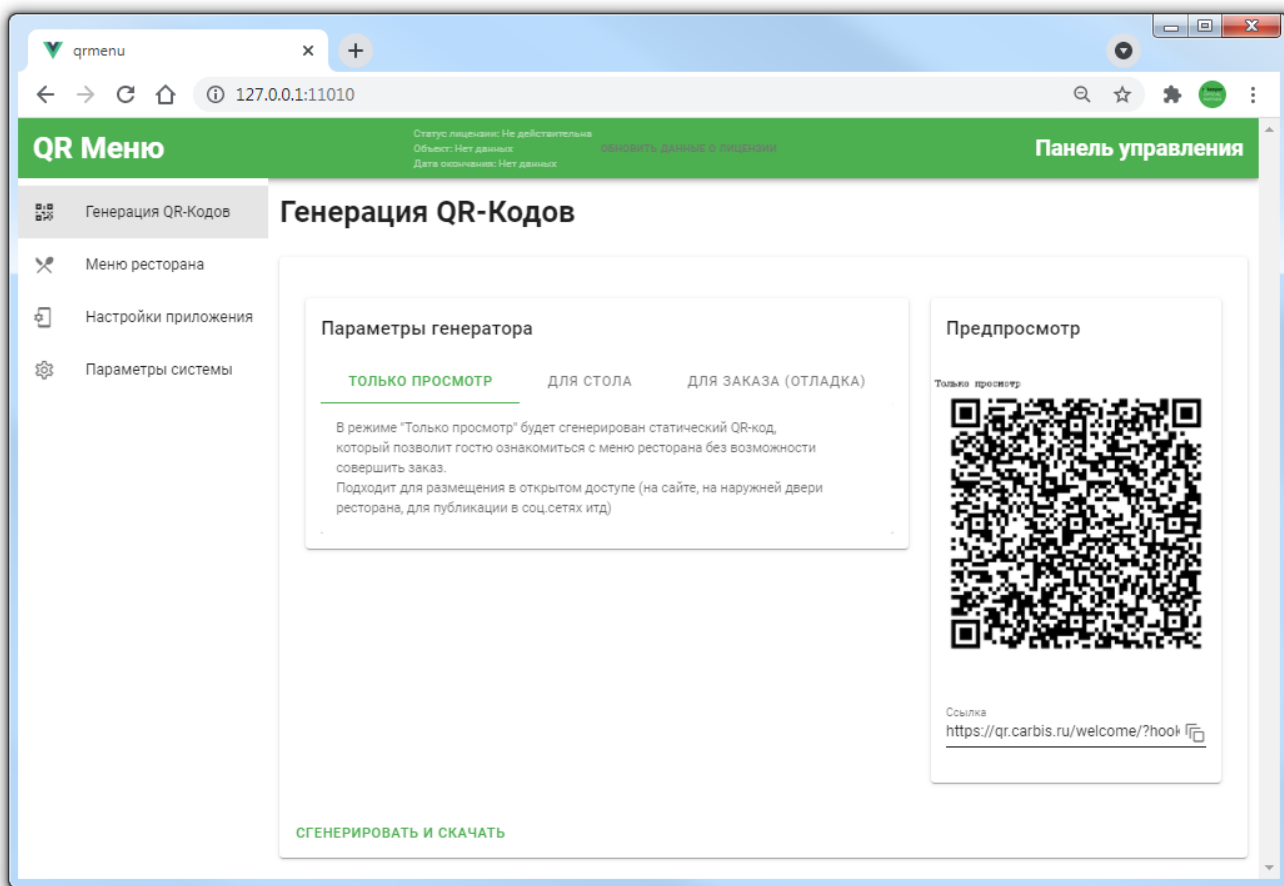 qrmenu
127.0.0.1:11010
QR Меню
Статус лицензии: Не действительна
Объект: Нет данных
Дата окончания: Нет данных
ОБНОВИТЬ ДАННЫЕ О ЛИЦЕНЗИИ
Панель управления
Генерация QR-Кодов
Меню ресторана
Настройки приложения
Параметры системы
Генерация QR-Кодов
Параметры генератора
ТОЛЬКО ПРОСМОТР ДЛЯ СТОЛА ДЛЯ ЗАКАЗА (ОТЛАДКА)
В режиме "Только просмотр" будет сгенерирован статический QR-код,
который позволит гостю ознакомиться с меню ресторана без возможности
совершить заказ.
Подходит для размещения в открытом доступе (на сайте, на наружней двери
ресторана, для публикации в соц.сетях итд)
Предпросмотр
Только просмотр
Ссылка
https://qr.carbis.ru/welcome/?hook
СГЕНЕРИРОВАТЬ И СКАЧАТЬ